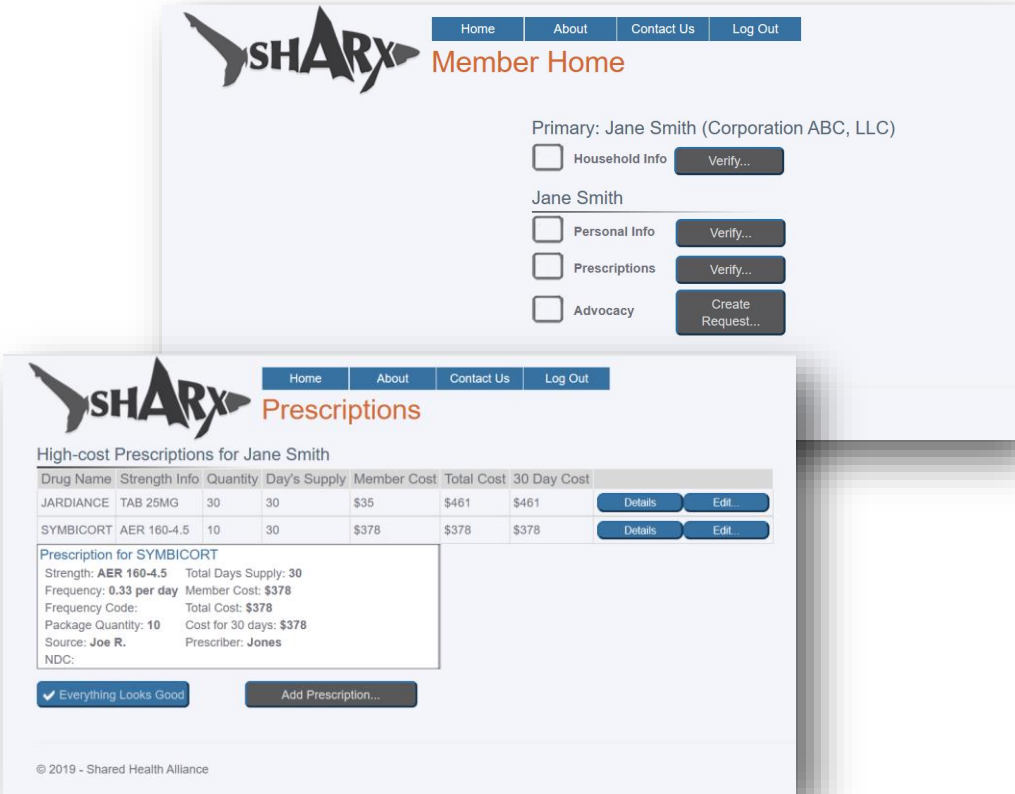 SHARX
Home About Contact Us Log Out
Member Home
Primary: Jane Smith (Corporation ABC, LLC)
Household Info Verify...
Jane Smith
Personal Info Verify...
Prescriptions Verify...
Advocacy Create
Request...
SHARX
Home About Contact Us Log Out
Prescriptions
High-cost Prescriptions for Jane Smith
Drug Name Strength Info Quantity Day's Supply Member Cost Total Cost 30 Day Cost
JARDIANCE TAB 25MG 30 30 $35 $461 $461 Details Edit...
SYMBICORT AER 160-4.5 10 30 $378 $378 $378 Details Edit...
Prescription for SYMBICORT
Strength: AER 160-4.5 Total Days Supply: 30
Frequency: 0.33 per day Member Cost: $378
Frequency Code: Total Cost: $378
Package Quantity: 10 Cost for 30 days: $378
Source: Joe R. Prescriber: Jones
NDC:
Everything Looks Good Add Prescription...
© 2019 - Shared Health Alliance